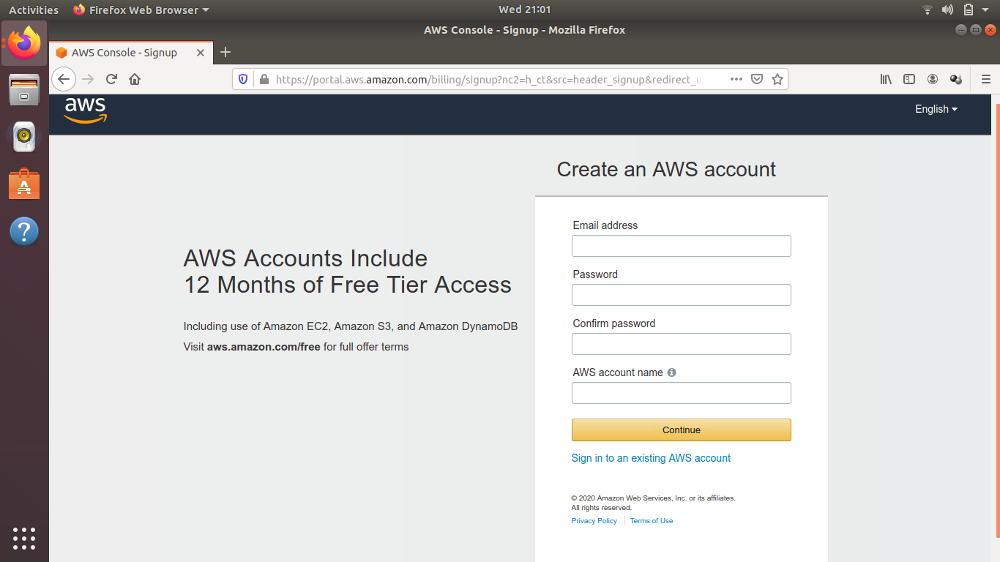 Activities
Firefox Web Browser
Wed 21:01
AWS Console - Signup - Mozilla Firefox
AWS Console - Signup
https://portal.aws.amazon.com/billing/signup?nc2=h_ct&src=header_signup&redirect_u
aws
English
Create an AWS account
AWS Accounts Include
12 Months of Free Tier Access
Including use of Amazon EC2, Amazon S3, and Amazon DynamoDB
Visit aws.amazon.com/free for full offer terms
Email address
Password
Confirm password
AWS account name
Continue
Sign in to an existing AWS account
© 2020 Amazon Web Services, Inc. or its affiliates.
All rights reserved.
Privacy Policy
Terms of Use